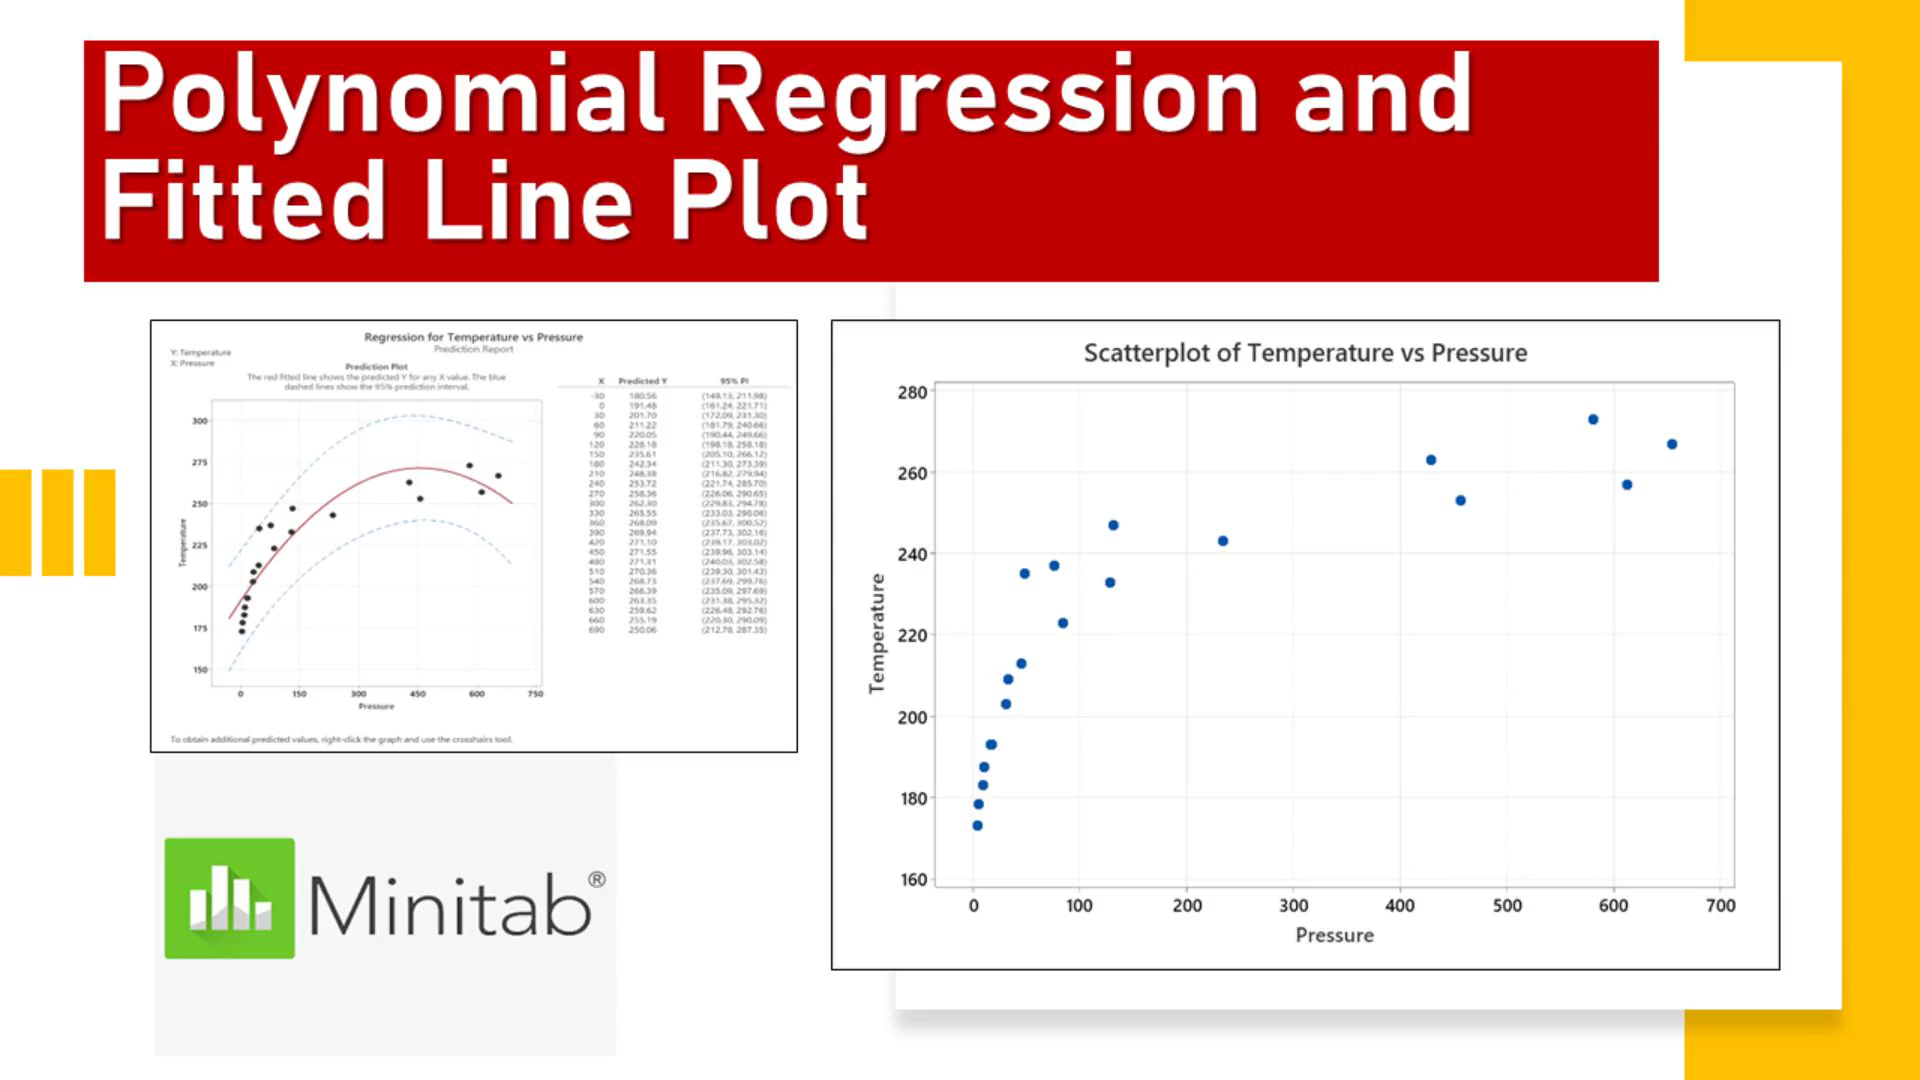 Polynomial Regression and
Fitted Line Plot
Regression for Temperature vs Pressure
Prediction Report
Y: Temperature
X: Pressure
Prediction Plot
The red fitted line shows the predicted Y for any X value. The blue
dashed lines show the 95% prediction interval.
300
275
250
225
200
175
150
Temperature
0 150 300 450 600 750
Pressure
X Predicted Y 95% PI
-30 180.56 (149.13, 211.98)
0 191.48 (161.24, 221.71)
30 201.70 (172.09, 231.30)
60 211.22 (181.79, 240.66)
90 220.05 (190.44, 249.66)
120 228.18 (198.18, 258.18)
150 235.61 (205.10, 266.12)
180 242.34 (211.30, 273.39)
210 248.38 (216.82, 279.94)
240 253.72 (221.74, 285.70)
270 258.36 (226.06, 290.65)
300 262.30 (229.83, 294.78)
330 265.55 (233.03, 298.06)
360 268.09 (235.67, 300.52)
390 269.94 (237.73, 302.16)
420 271.10 (239.17, 303.02)
450 271.55 (239.96, 303.14)
480 271.31 (240.03, 302.58)
510 270.36 (239.30, 301.43)
540 268.73 (237.69, 299.76)
570 266.39 (235.09, 297.69)
600 263.35 (231.38, 295.32)
630 259.62 (226.48, 292.76)
660 255.19 (220.30, 290.09)
690 250.06 (212.78, 287.35)
To obtain additional predicted values, right-click the graph and use the crosshairs tool.
Scatterplot of Temperature vs Pressure
280
260
240
220
200
180
160
Temperature
0 100 200 300 400 500 600 700
Pressure
Minitab®